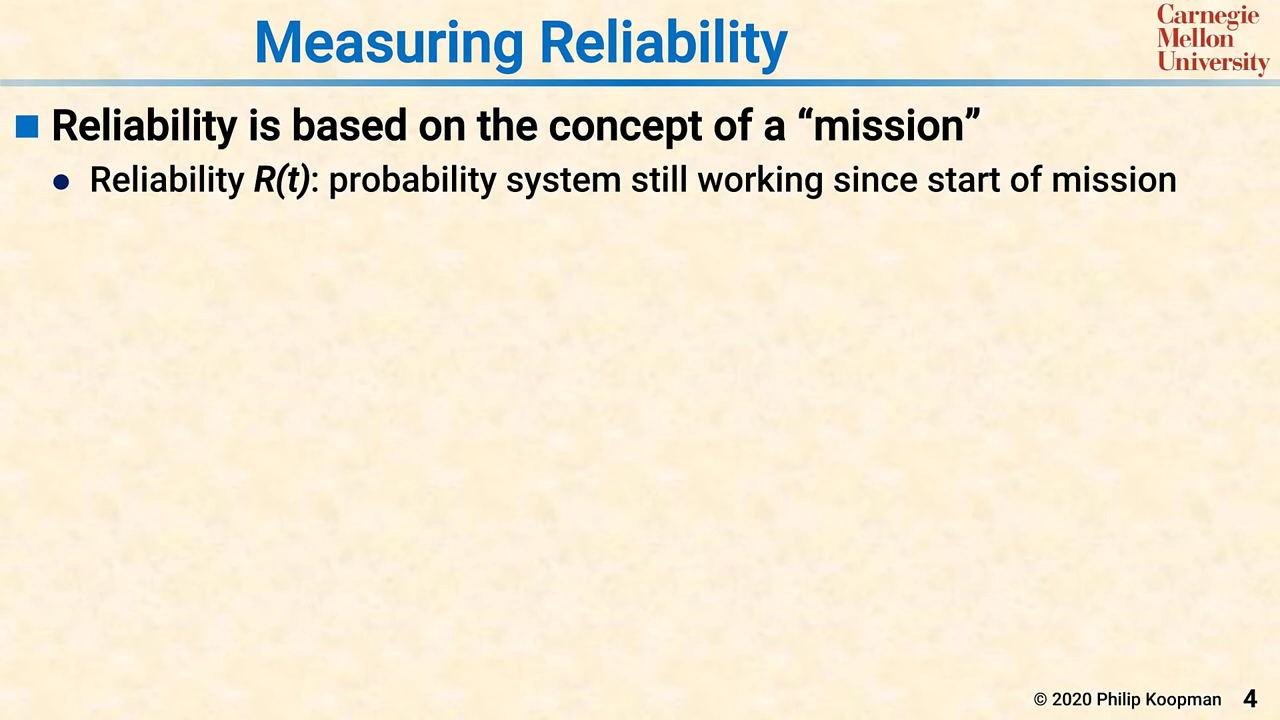 Measuring Reliability
Carnegie
Mellon
University
Reliability is based on the concept of a “mission”
Reliability R(t): probability system still working since start of mission
© 2020 Philip Koopman 4